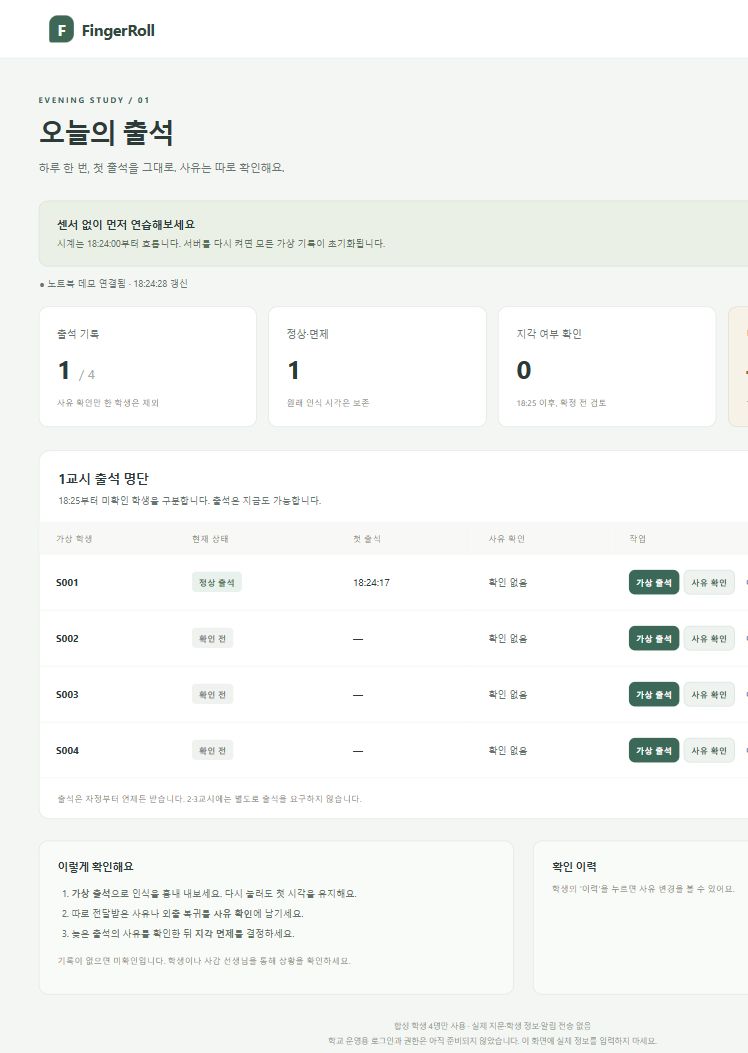 F FingerRoll
EVENING STUDY / 01
오늘의 출석
하루 한 번, 첫 출석을 그대로. 사유는 따로 확인해요.
센서 없이 먼저 연습해보세요
시계는 18:24:00부터 흐릅니다. 서버를 다시 켜면 모든 가상 기록이 초기화됩니다.
● 노트북 데모 연결됨 · 18:24:28 갱신
출석 기록 정상·면제 지각 여부 확인
1 / 4 1 0
사유 확인만 한 학생은 제외 원래 인식 시각은 보존 18:25 이후, 확정 전 검토
1교시 출석 명단
18:25부터 미확인 학생을 구분합니다. 출석은 지금도 가능합니다.
가상 학생 현재 상태 첫 출석 사유 확인 작업
S001 정상 출석 18:24:17 확인 없음 가상 출석 사유 확인
S002 확인 전 — 확인 없음 가상 출석 사유 확인
S003 확인 전 — 확인 없음 가상 출석 사유 확인
S004 확인 전 — 확인 없음 가상 출석 사유 확인
출석은 자정부터 언제든 받습니다. 2·3교시에는 별도로 출석을 요구하지 않습니다.
이렇게 확인해요
1. 가상 출석으로 인식을 흉내 내보세요. 다시 눌러도 첫 시각을 유지해요.
2. 따로 전달받은 사유나 외출 복귀를 사유 확인에 남기세요.
3. 늦은 출석의 사유를 확인한 뒤 지각 면제를 결정하세요.
기록이 없으면 미확인입니다. 학생이나 사감 선생님을 통해 상황을 확인하세요.
확인 이력
학생의 '이력'을 누르면 사유 변경을 볼 수 있어요.
합성 학생 4명만 사용 · 실제 지문·학생 정보·알림 전송 없음
학교 운영용 로그인과 권한은 아직 준비되지 않았습니다. 이 화면에 실제 정보를 입력하지 마세요.